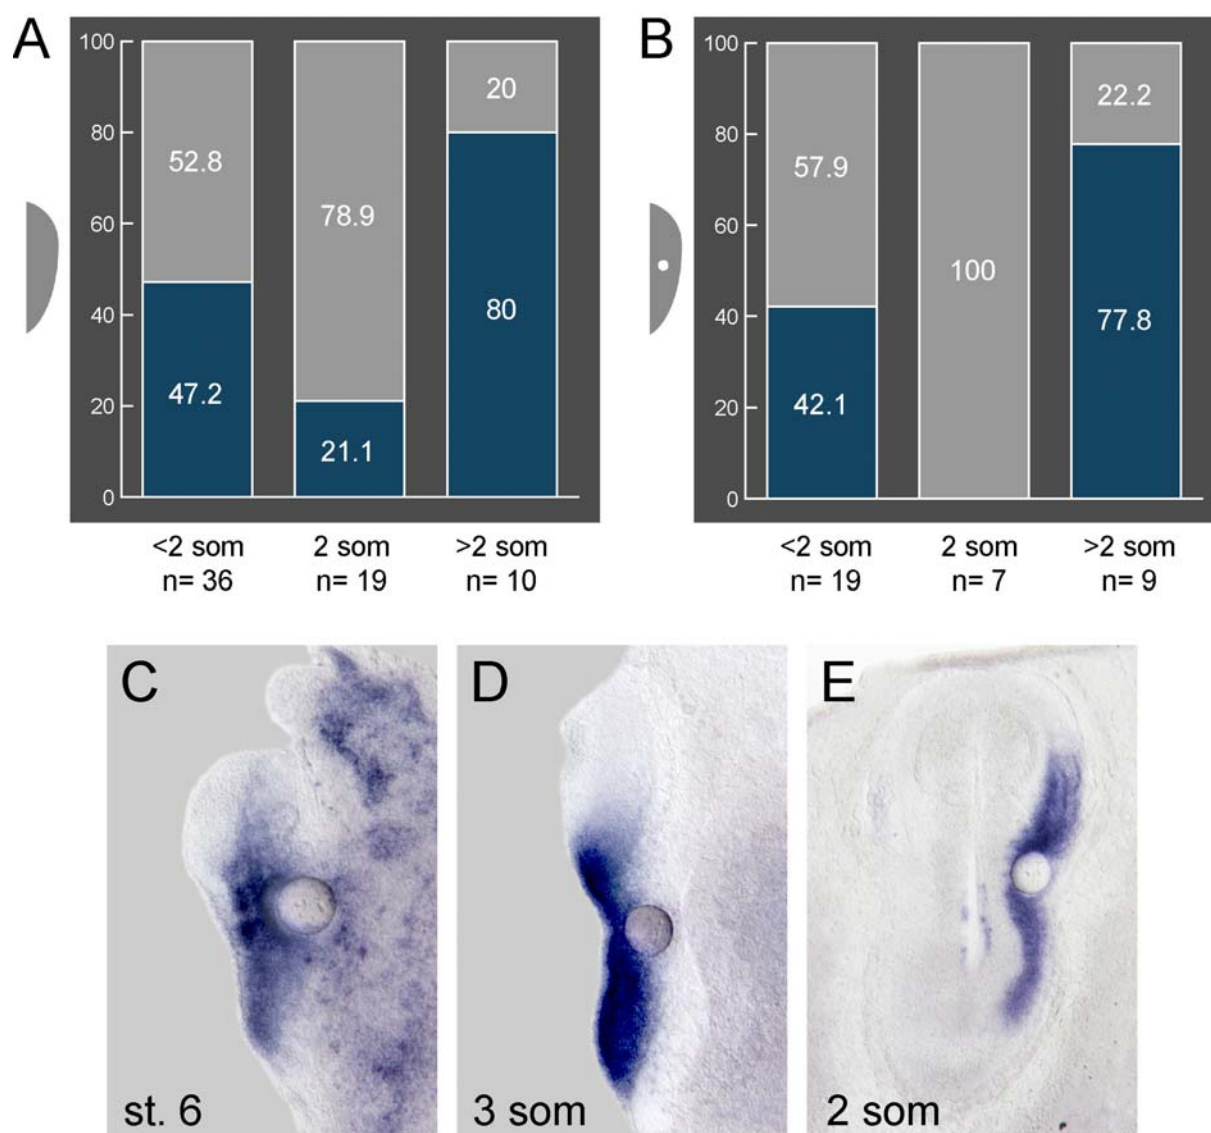 A
B
100
80
60
40
20
0
52.8
47.2
78.9
21.1
20
80
<2 som
2 som
>2 som
n= 36
n= 19
n= 10
100
80
60
40
20
0
57.9
42.1
100
22.2
77.8
<2 som
2 som
>2 som
n= 19
n= 7
n= 9
C
D
E
st. 6
3 som
2 som